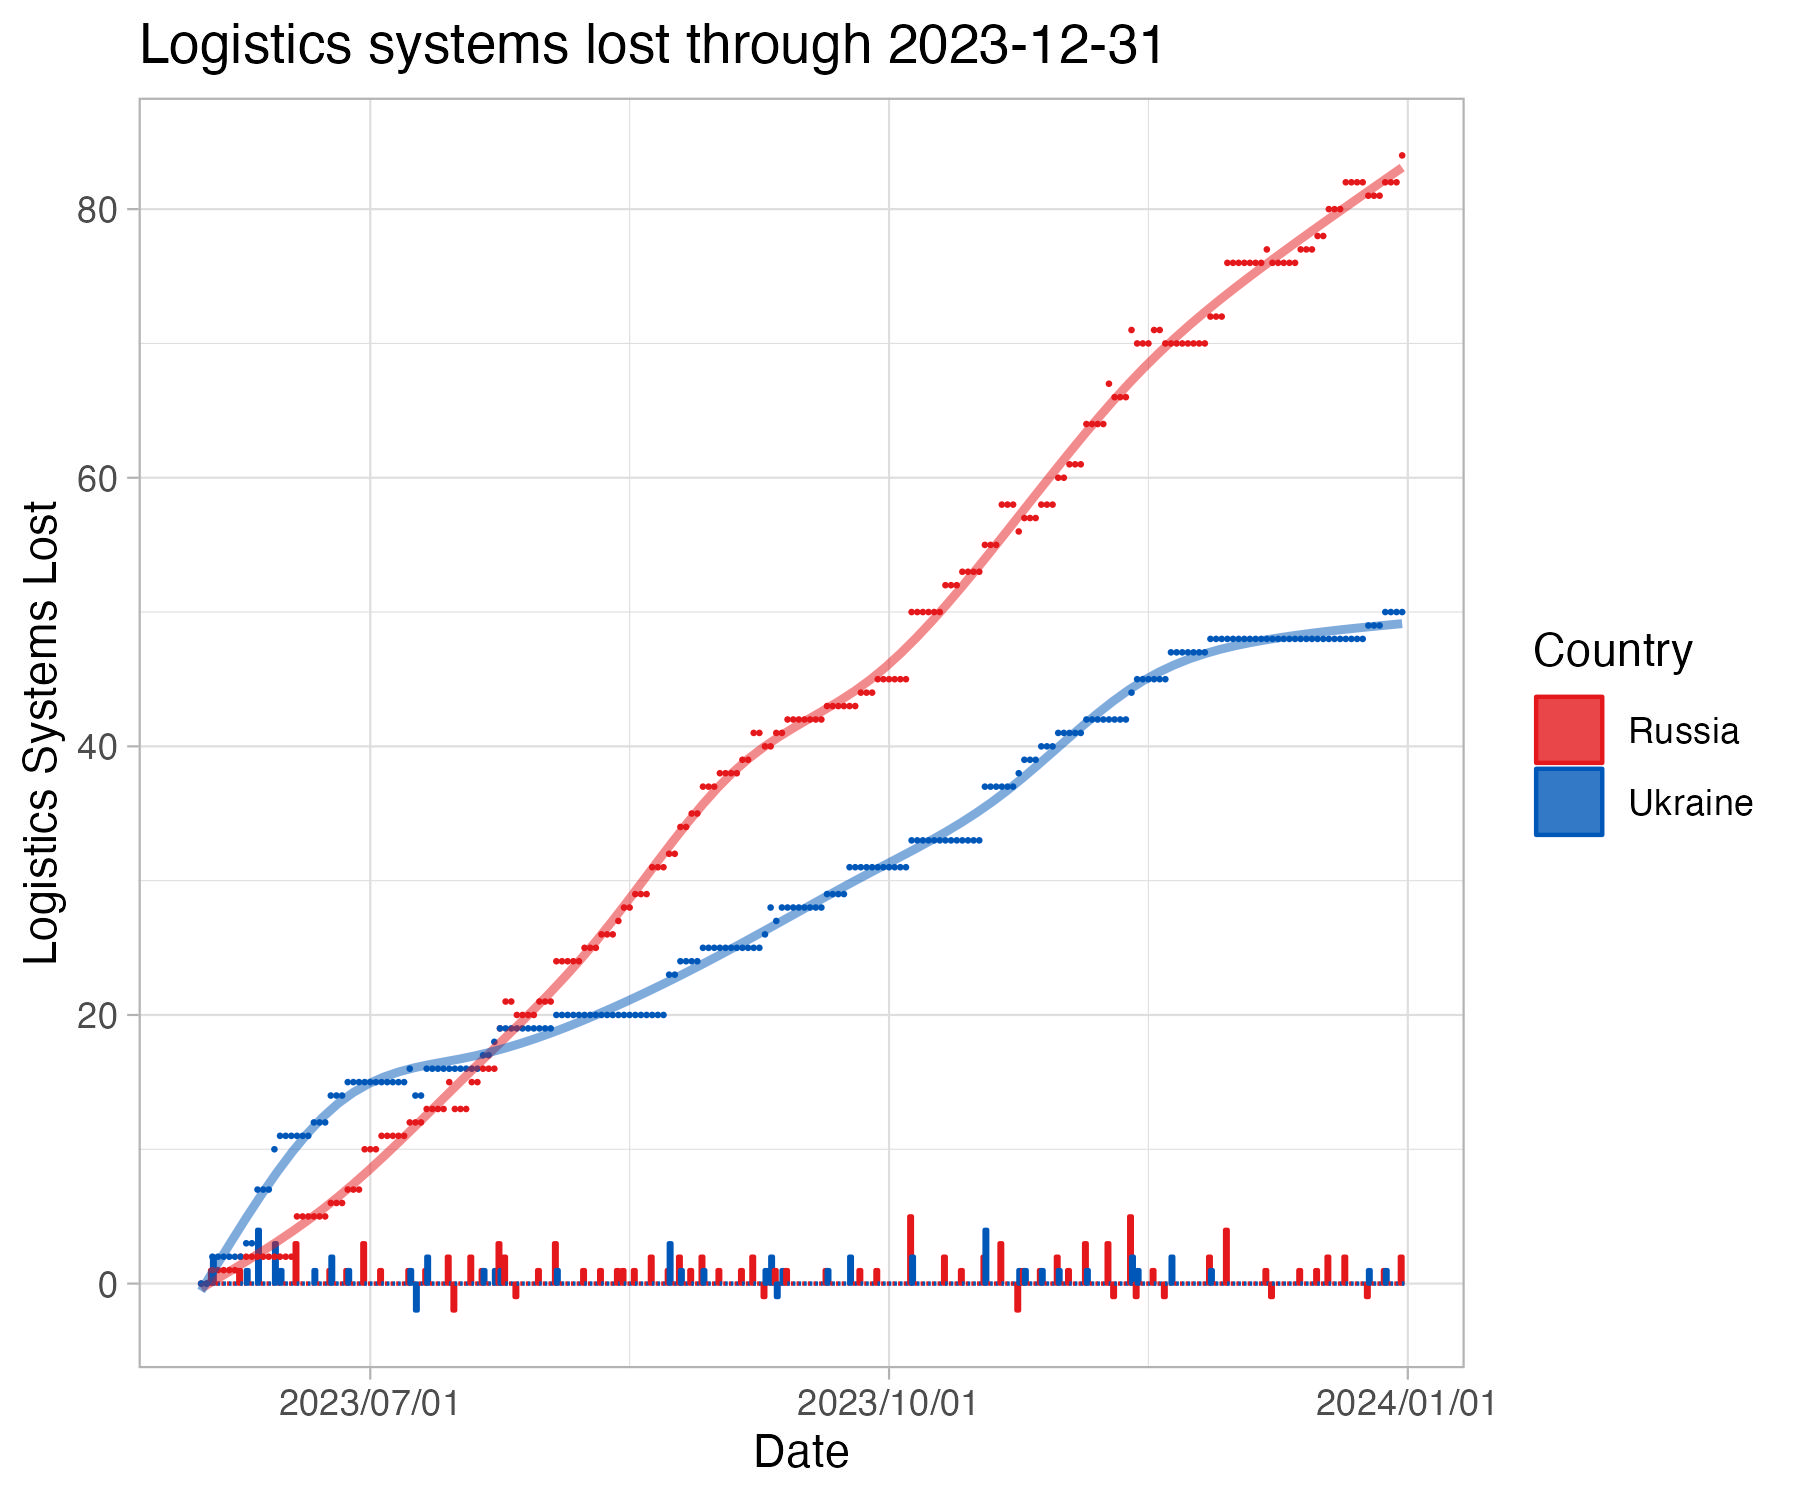 Logistics systems lost through 2023-12-31
Logistics Systems Lost
80
60
40
20
0
2023/07/01
2023/10/01
2024/01/01
Date
Country
Russia
Ukraine